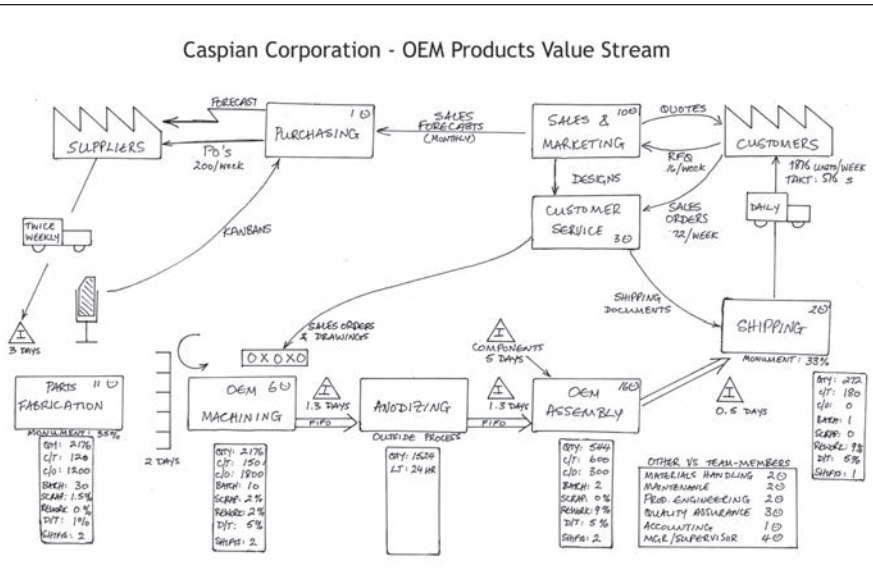 Caspian Corporation - OEM Products Value Stream
FORECAST
SUPPLIERS
PO'S
200/WEEK
1
PURCHASING
SALES
FORECASTS
(MONTHLY)
SALES &
MARKETING
10
QUOTES
RFQ
16/WEEK
CUSTOMERS
1876 UNITS/WEEK
TAKT: 576 S
DESIGNS
CUSTOMER
SERVICE
3
SALES
ORDERS
72/WEEK
DAILY
TWICE
WEEKLY
KANBANS
I
3 DAYS
SALES ORDERS
& DRAWINGS
OXOXO
SHIPPING
DOCUMENTS
2
SHIPPING
MONUMENT: 33%
PARTS 11
FABRICATION
MONUMENT: 35%
QTY: 2176
C/T: 120
C/O: 1200
BATCH: 30
SCRAP: 1.5%
REWORK: 0%
D/T: 1%
SHIFTS: 2
2 DAYS
OEM 6
MACHINING
QTY: 2176
C/T: 150
C/O: 1800
BATCH: 10
SCRAP: 2%
REWORK: 2%
D/T: 5%
SHIFTS: 2
I
1.3 DAYS
FIFO
ANODIZING
OUTSIDE PROCESS
QTY: 1524
LT: 24 HR
I
1.3 DAYS
FIFO
I
COMPONENTS
5 DAYS
OEM 16
ASSEMBLY
QTY: 544
C/T: 600
C/O: 300
BATCH: 2
SCRAP: 0%
REWORK: 9%
D/T: 5%
SHIFTS: 2
I
0.5 DAYS
QTY: 272
C/T: 180
C/O: 0
BATCH: 1
SCRAP: 0
REWORK: 9%
D/T: 5%
SHIFTS: 1
OTHER VS TEAM-MEMBERS
MATERIALS HANDLING 2
MAINTENANCE 2
PROD. ENGINEERING 2
QUALITY ASSURANCE 3
ACCOUNTING 1
MGR/SUPERVISOR 4